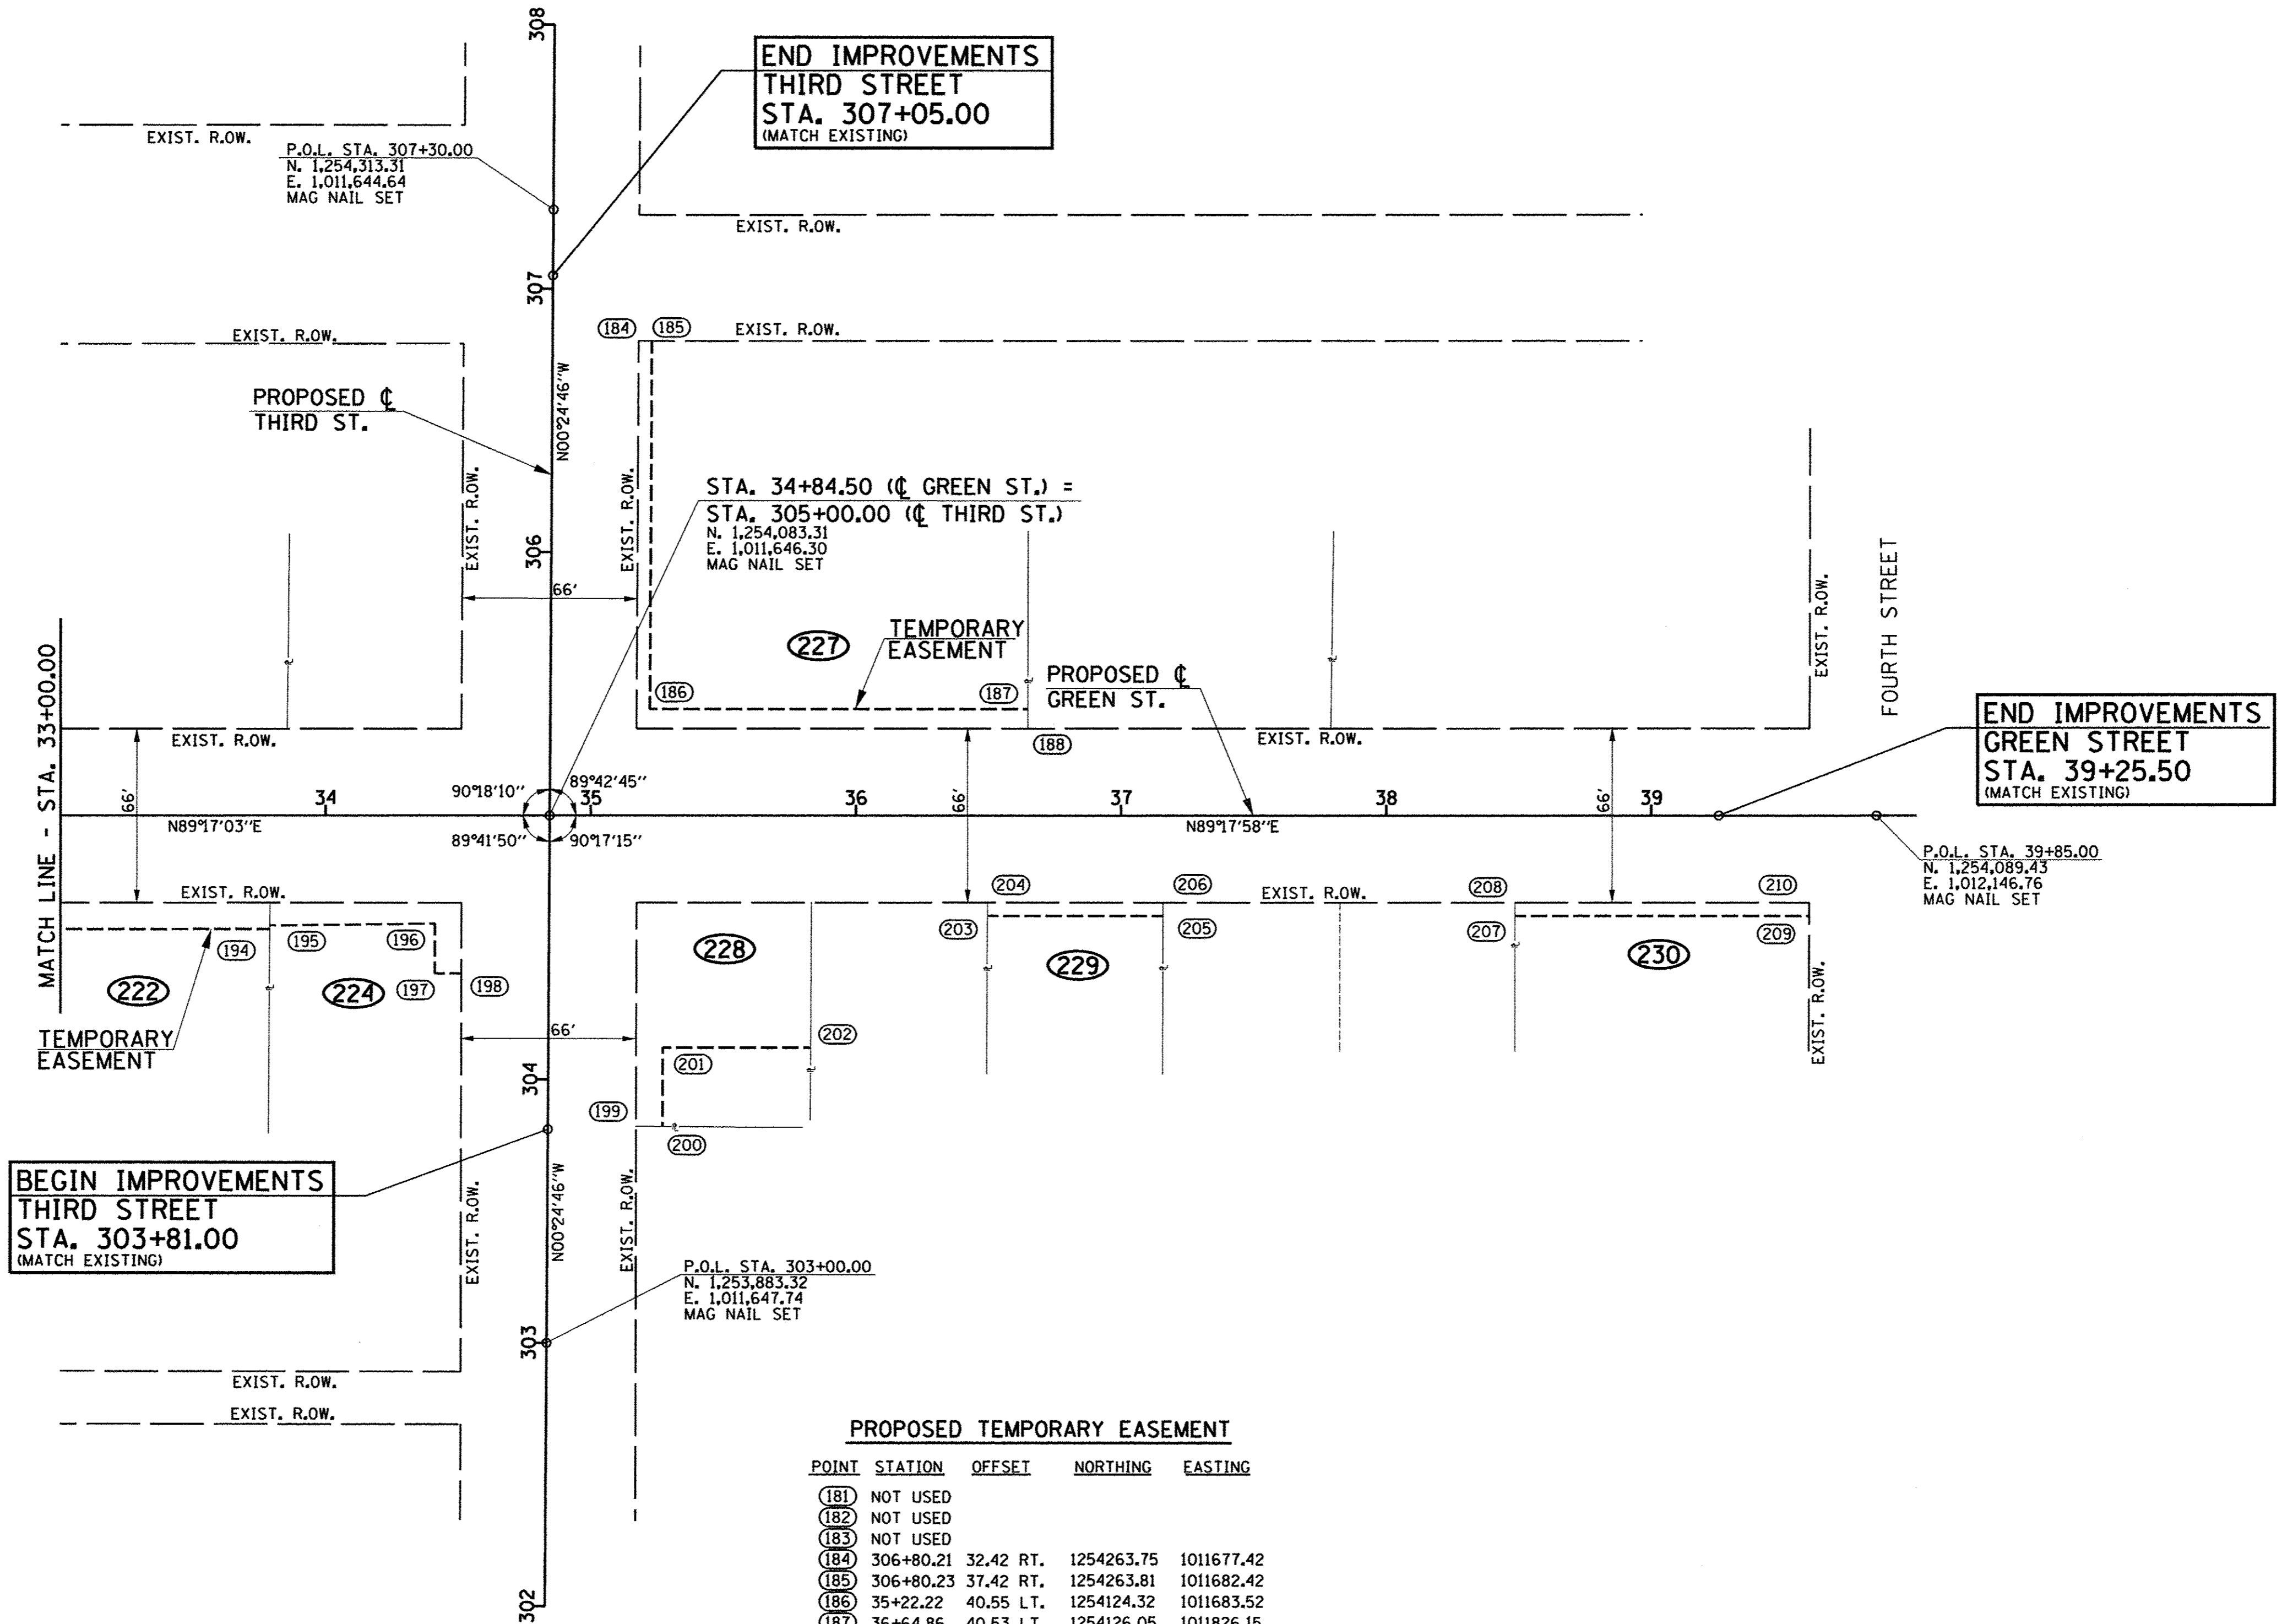 308
END IMPROVEMENTS
THIRD STREET
STA. 307+05.00
(MATCH EXISTING)
EXIST. R.OW.
P.O.L. STA. 307+30.00
N. 1,254,313.31
E. 1,011,644.64
MAG NAIL SET
EXIST. R.OW.
307
EXIST. R.OW.
184 185 EXIST. R.OW.
PROPOSED ℄
THIRD ST.
N00°24'46"W
EXIST. R.OW.
EXIST. R.OW.
STA. 34+84.50 (℄ GREEN ST.) =
STA. 305+00.00 (℄ THIRD ST.)
N. 1,254,083.31
E. 1,011,646.30
MAG NAIL SET
306
66'
227
TEMPORARY
EASEMENT
PROPOSED ℄
GREEN ST.
186
187
188
EXIST. R.OW.
FOURTH STREET
END IMPROVEMENTS
GREEN STREET
STA. 39+25.50
(MATCH EXISTING)
MATCH LINE - STA. 33+00.00
EXIST. R.OW.
EXIST. R.OW.
66'
66'
66'
90°18'10"
89°42'45"
34
35
36
37
38
39
N89°17'03"E
89°41'50"
90°17'15"
N89°17'58"E
P.O.L. STA. 39+85.00
N. 1,254,089.43
E. 1,012,146.76
MAG NAIL SET
EXIST. R.OW.
204
206
EXIST. R.OW.
208
210
194
195
196
203
205
207
209
222
224
197
198
228
229
230
EXIST. R.OW.
TEMPORARY
EASEMENT
66'
202
201
304
199
200
BEGIN IMPROVEMENTS
THIRD STREET
STA. 303+81.00
(MATCH EXISTING)
EXIST. R.OW.
N00°24'46"W
EXIST. R.OW.
P.O.L. STA. 303+00.00
N. 1,253,883.32
E. 1,011,647.74
MAG NAIL SET
303
EXIST. R.OW.
EXIST. R.OW.
302
PROPOSED TEMPORARY EASEMENT
POINT STATION OFFSET NORTHING EASTING
181 NOT USED
182 NOT USED
183 NOT USED
184 306+80.21 32.42 RT. 1254263.75 1011677.42
185 306+80.23 37.42 RT. 1254263.81 1011682.42
186 35+22.22 40.55 LT. 1254124.32 1011683.52
187 36+64.86 40.53 LT. 1254126.05 1011826.15